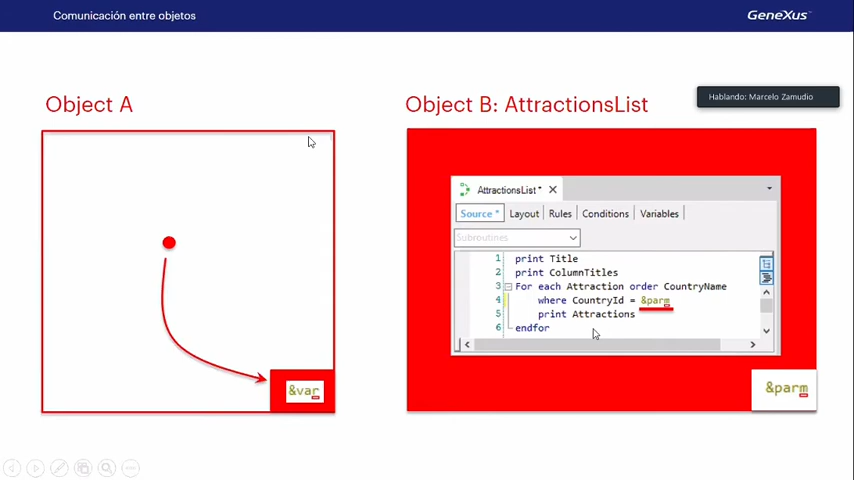 Comunicación entre objetos
GeneXus™
Object A
Object B: AttractionsList
Hablando: Marcelo Zamudio
AttractionsList *
Source * Layout Rules Conditions Variables
Subroutines
1 print Title
2 print ColumnTitles
3 For each Attraction order CountryName
4 where CountryId = &parm
5 print Attractions
6 endfor
&var
&parm